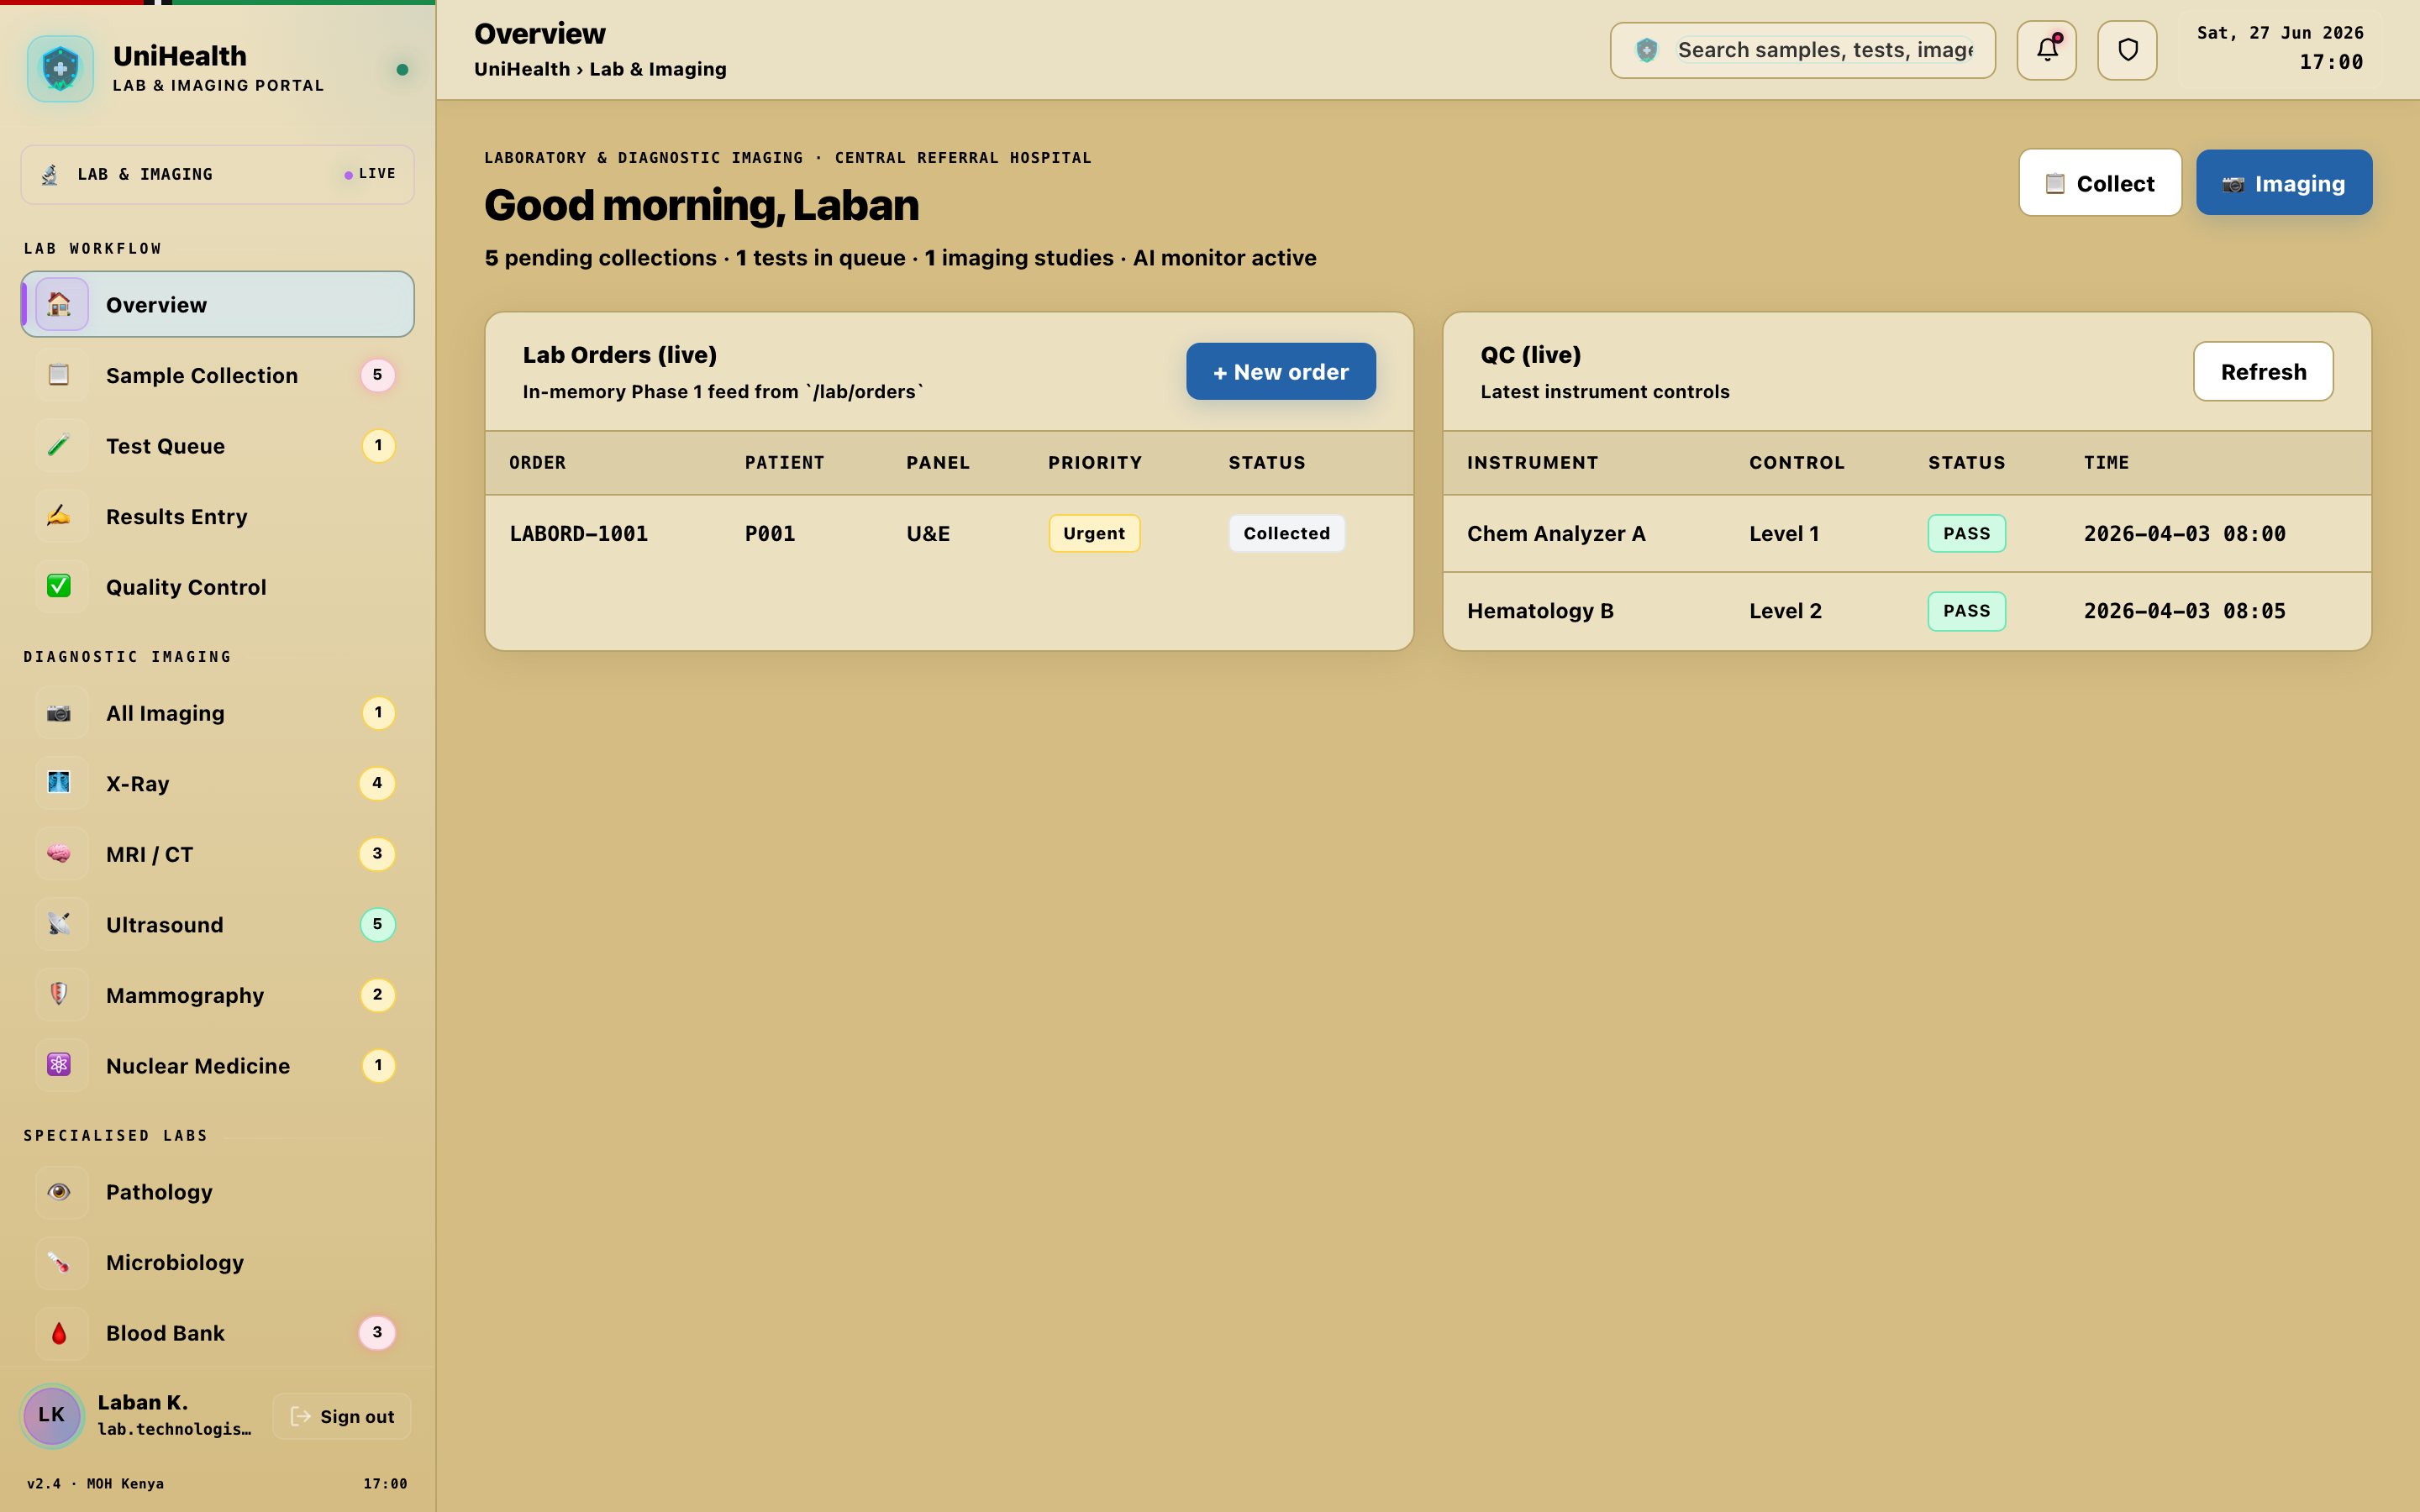 UniHealth
LAB & IMAGING PORTAL
LAB & IMAGING
LIVE
LAB WORKFLOW
Overview
Sample Collection 5
Test Queue 1
Results Entry
Quality Control
DIAGNOSTIC IMAGING
All Imaging 1
X-Ray 4
MRI / CT 3
Ultrasound 5
Mammography 2
Nuclear Medicine 1
SPECIALISED LABS
Pathology
Microbiology
Blood Bank 3
LK
Laban K.
lab.technologis…
Sign out
v2.4 · MOH Kenya 17:00
Overview
UniHealth › Lab & Imaging
Search samples, tests, image
Sat, 27 Jun 2026
17:00
LABORATORY & DIAGNOSTIC IMAGING · CENTRAL REFERRAL HOSPITAL
Good morning, Laban
5 pending collections · 1 tests in queue · 1 imaging studies · AI monitor active
Collect
Imaging
Lab Orders (live)
In-memory Phase 1 feed from `/lab/orders`
+ New order
ORDER PATIENT PANEL PRIORITY STATUS
LABORD-1001 P001 U&E Urgent Collected
QC (live)
Latest instrument controls
Refresh
INSTRUMENT CONTROL STATUS TIME
Chem Analyzer A Level 1 PASS 2026-04-03 08:00
Hematology B Level 2 PASS 2026-04-03 08:05